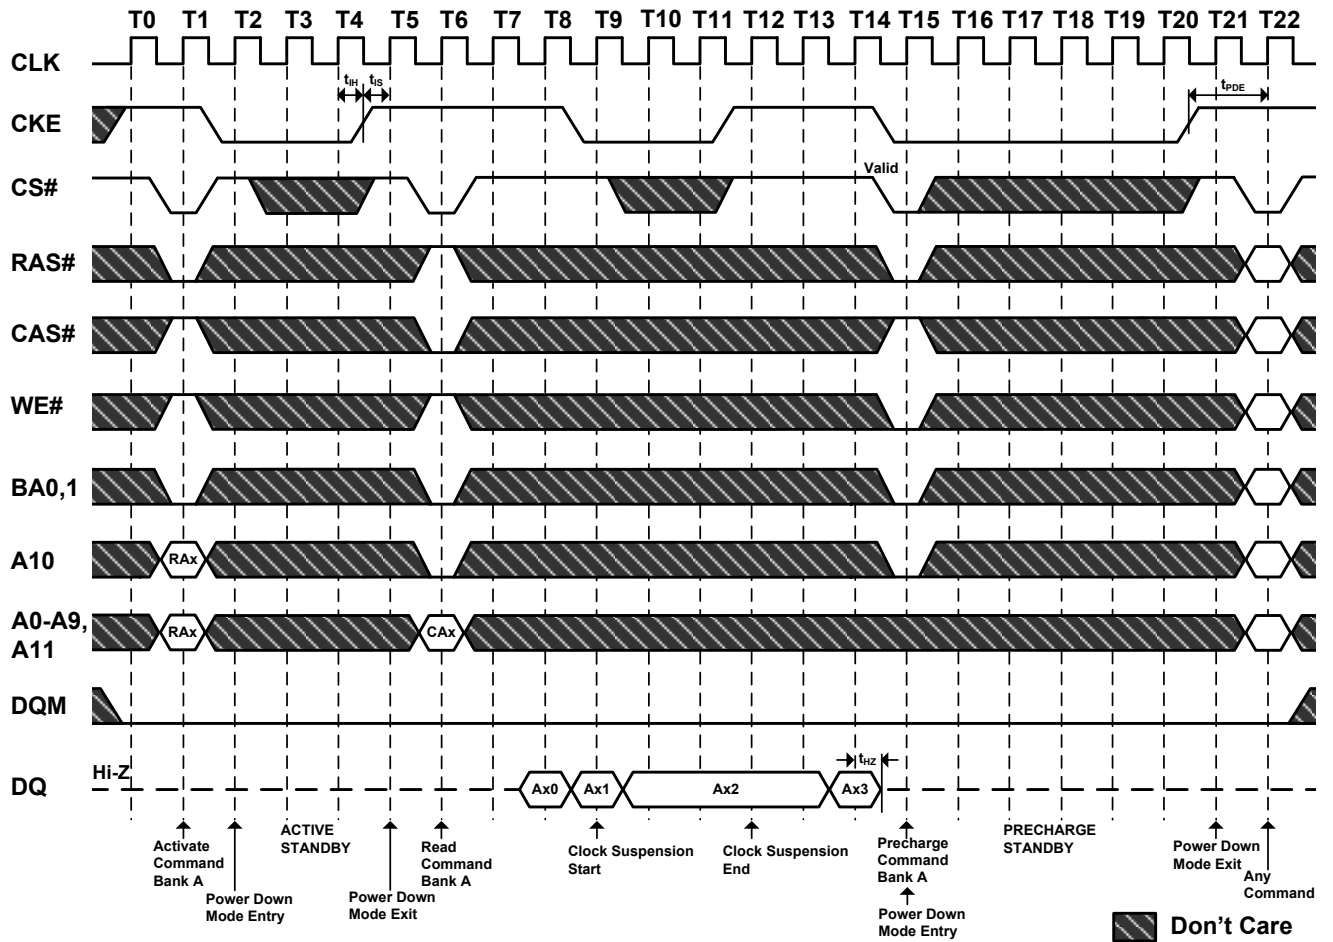 T0 T1 T2 T3 T4 T5 T6 T7 T8 T9 T10 T11 T12 T13 T14 T15 T16 T17 T18 T19 T20 T21 T22
CLK
tIH tIS tPDE
CKE
Valid
CS#
RAS#
CAS#
WE#
BA0,1
A10 RAx
A0-A9, RAx CAx
A11
DQM
Hi-Z tHZ
DQ Ax0 Ax1 Ax2 Ax3
Activate
Command
Bank A
Power Down
Mode Entry
ACTIVE
STANDBY
Power Down
Mode Exit
Read
Command
Bank A
Clock Suspension
Start
Clock Suspension
End
Precharge
Command
Bank A
Power Down
Mode Entry
PRECHARGE
STANDBY
Power Down
Mode Exit
Any
Command
Don't Care